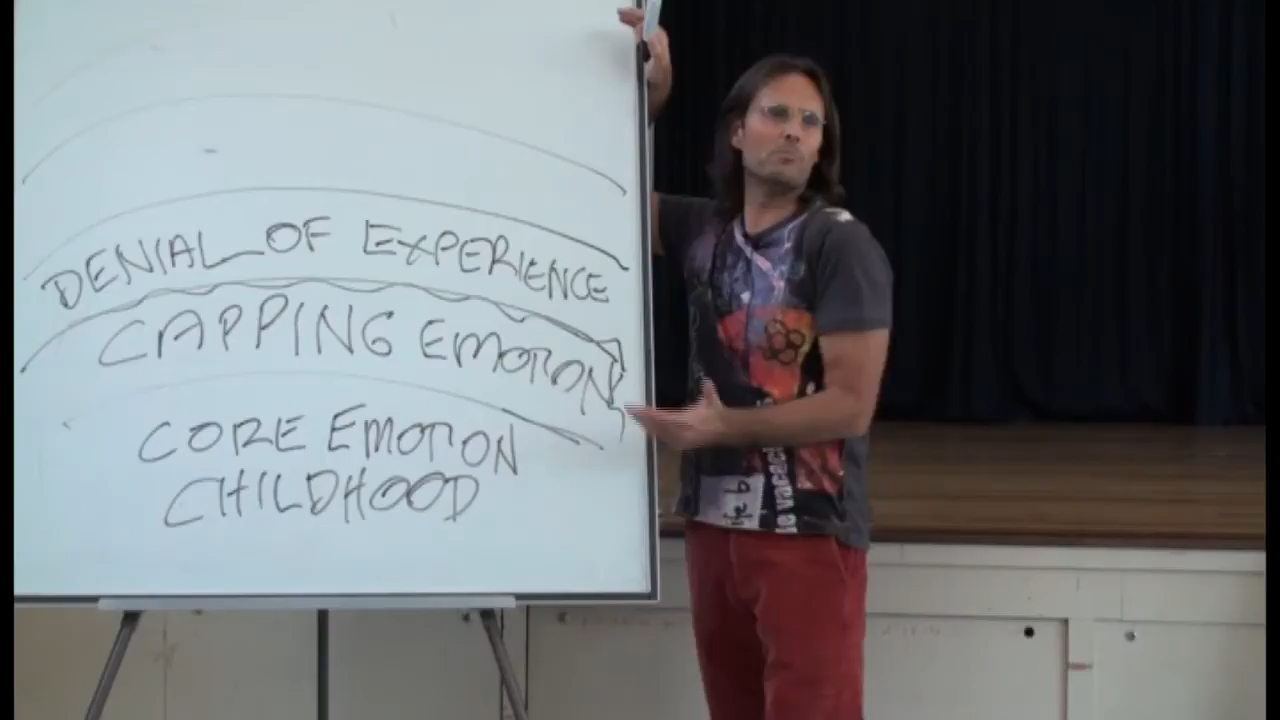 DENIAL OF EXPERIENCE
CAPPING EMOTION
CORE EMOTION
CHILDHOOD